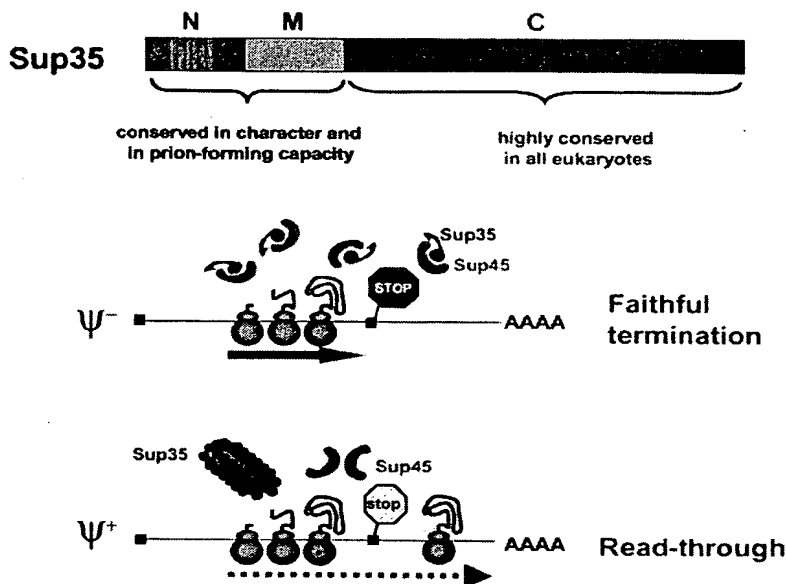 N M C
Sup35
conserved in character and
in prion-forming capacity
highly conserved
in all eukaryotes
Sup35
Sup45
STOP
Ψ⁻
AAAA
Faithful
termination
Sup35
Sup45
stop
Ψ⁺
AAAA
Read-through